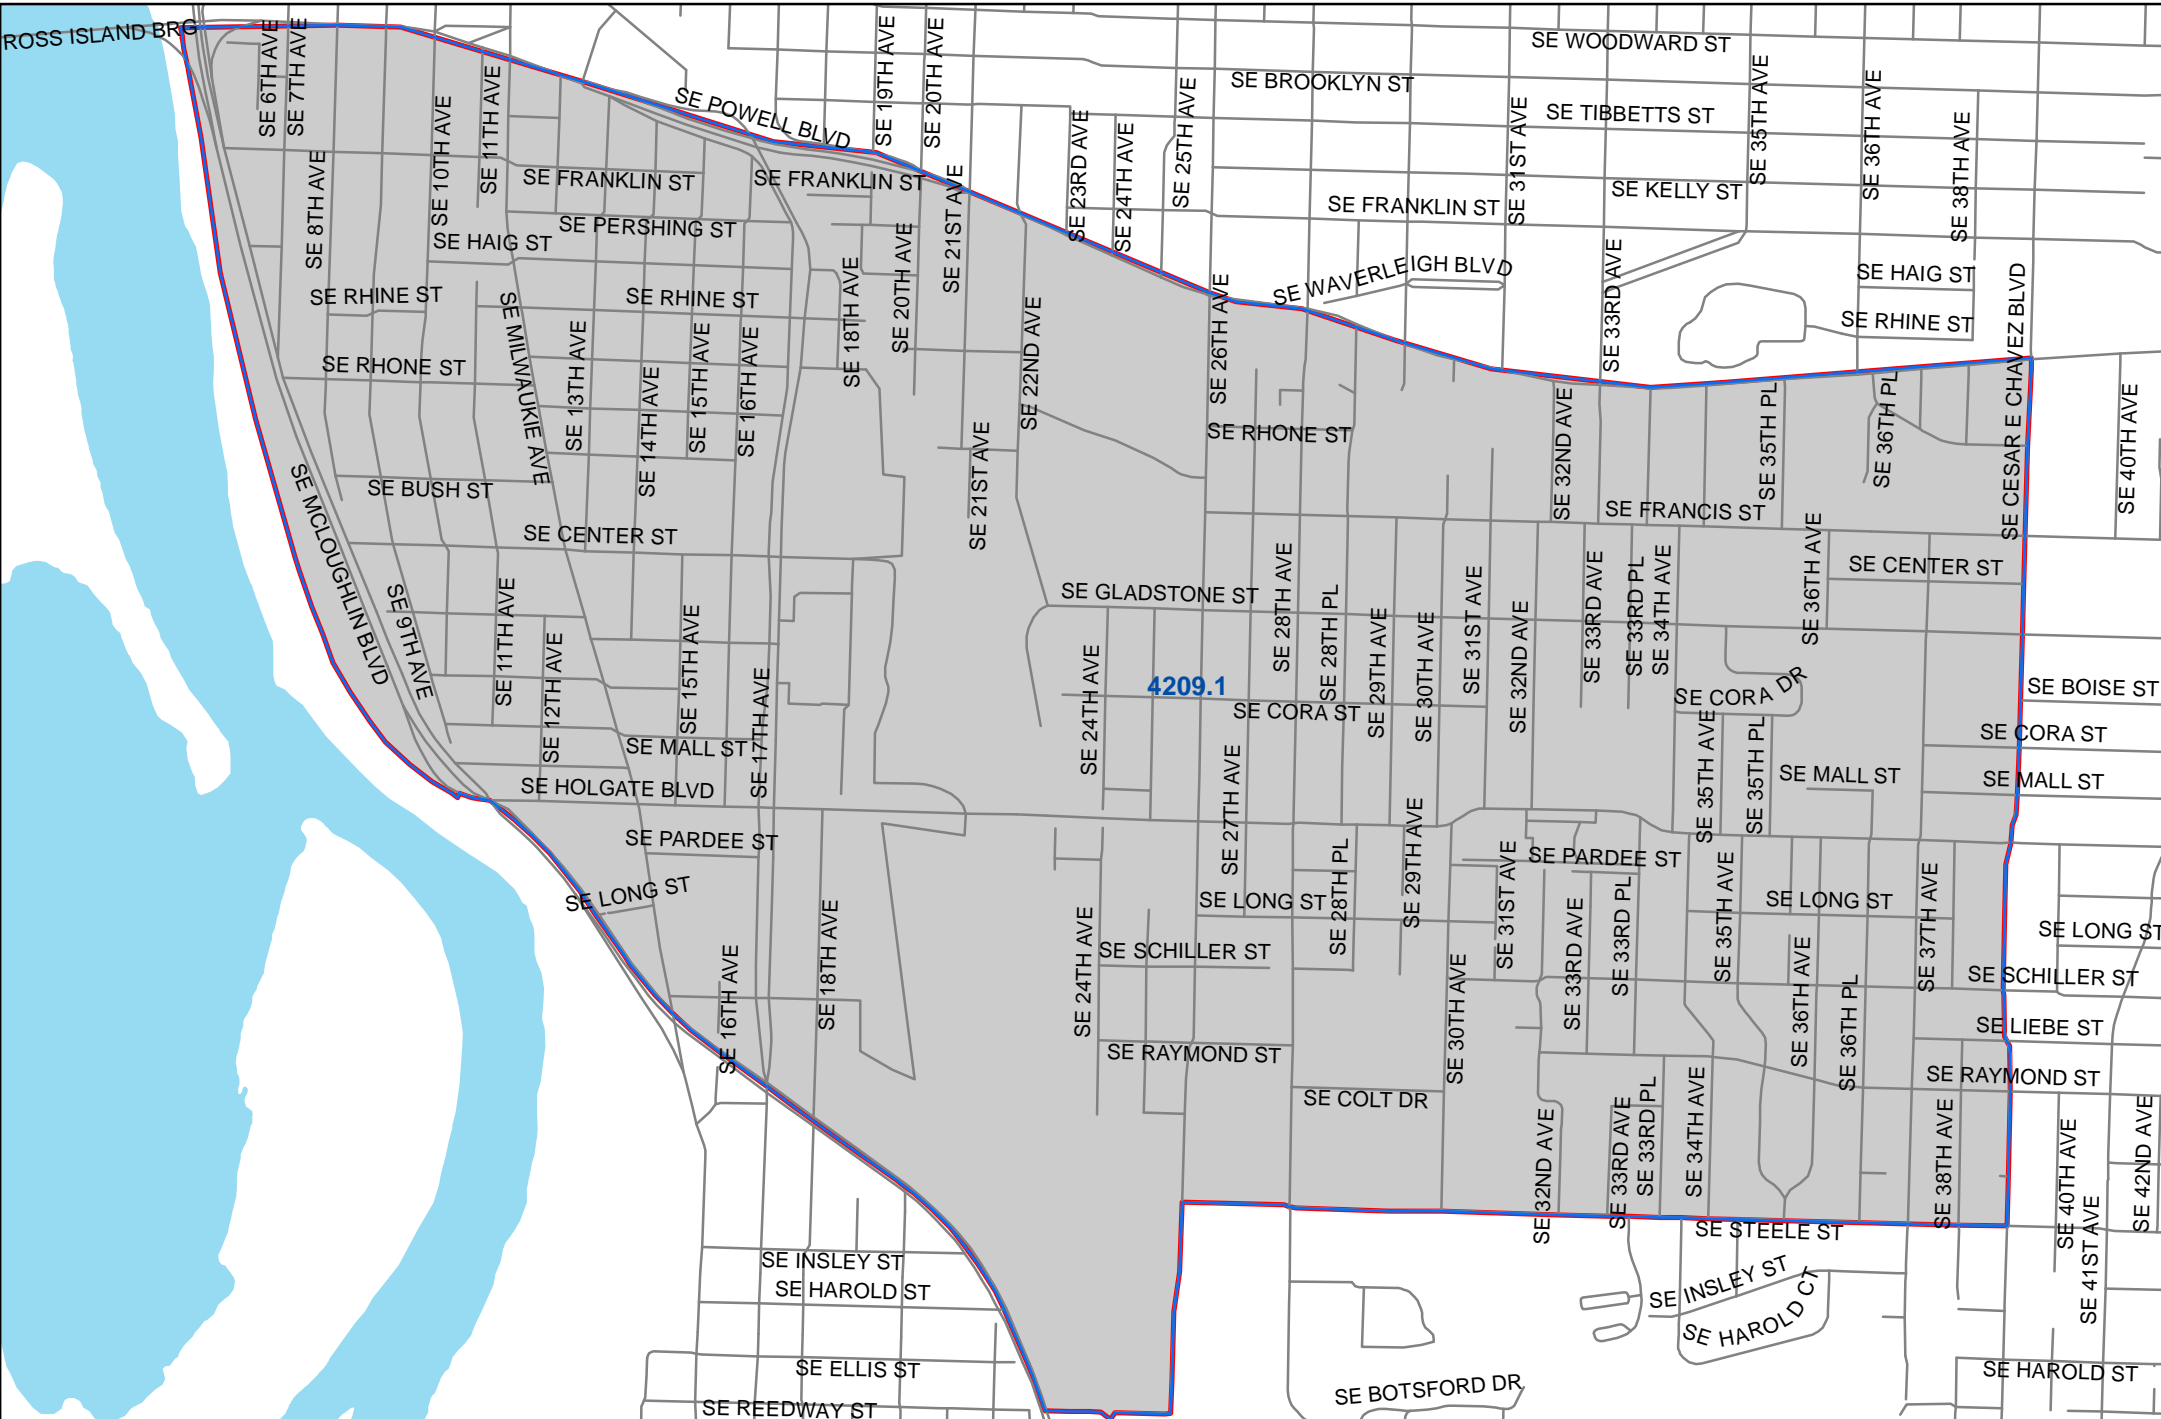 ROSS ISLAND BRG
SE 6TH AVE
SE 7TH AVE
SE 19TH AVE
SE 20TH AVE
SE WOODWARD ST
SE BROOKLYN ST
SE 35TH AVE
SE 36TH AVE
SE 10TH AVE
SE 11TH AVE
SE POWELL BLVD
SE 23RD AVE
SE 24TH AVE
SE 25TH AVE
SE 31ST AVE
SE TIBBETTS ST
SE 38TH AVE
SE 8TH AVE
SE FRANKLIN ST
SE FRANKLIN ST
SE 21ST AVE
SE KELLY ST
SE FRANKLIN ST
SE PERSHING ST
SE HAIG ST
SE 20TH AVE
SE 18TH AVE
SE WAVERLEIGH BLVD
SE 33RD AVE
SE HAIG ST
SE CESAR E CHAVEZ BLVD
SE RHINE ST
SE RHINE ST
SE MILWAUKIE AVE
SE 22ND AVE
SE 26TH AVE
SE RHINE ST
SE RHONE ST
SE 13TH AVE
SE 14TH AVE
SE 15TH AVE
SE 16TH AVE
SE 32ND AVE
SE 35TH PL
SE 36TH PL
SE 40TH AVE
SE 21ST AVE
SE RHONE ST
SE BUSH ST
SE FRANCIS ST
SE MCLOUGHLIN BLVD
SE CENTER ST
SE 36TH AVE
SE CENTER ST
SE 9TH AVE
SE 11TH AVE
SE 12TH AVE
SE 15TH AVE
SE GLADSTONE ST
SE 28TH AVE
SE 28TH PL
SE 29TH AVE
SE 30TH AVE
SE 31ST AVE
SE 32ND AVE
SE 33RD AVE
SE 33RD PL
SE 34TH AVE
SE 17TH AVE
SE 24TH AVE
4209.1
SE CORA ST
SE CORA DR
SE BOISE ST
SE 35TH AVE
SE 35TH PL
SE CORA ST
SE MALL ST
SE MALL ST
SE MALL ST
SE HOLGATE BLVD
SE 27TH AVE
SE PARDEE ST
SE 28TH PL
SE 29TH AVE
SE 31ST AVE
SE PARDEE ST
SE LONG ST
SE LONG ST
SE 33RD AVE
SE 33RD PL
SE 35TH AVE
SE LONG ST
SE 37TH AVE
SE LONG ST
SE 18TH AVE
SE 16TH AVE
SE 24TH AVE
SE SCHILLER ST
SE 30TH AVE
SE 36TH AVE
SE 36TH PL
SE SCHILLER ST
SE LIEBE ST
SE RAYMOND ST
SE RAYMOND ST
SE COLT DR
SE 32ND AVE
SE 33RD AVE
SE 33RD PL
SE 34TH AVE
SE 38TH AVE
SE 40TH AVE
SE 41ST AVE
SE 42ND AVE
SE STEELE ST
SE INSLEY ST
SE HAROLD ST
SE INSLEY ST
SE HAROLD CT
SE ELLIS ST
SE HAROLD ST
SE BOTSFORD DR
SE REEDWAY ST